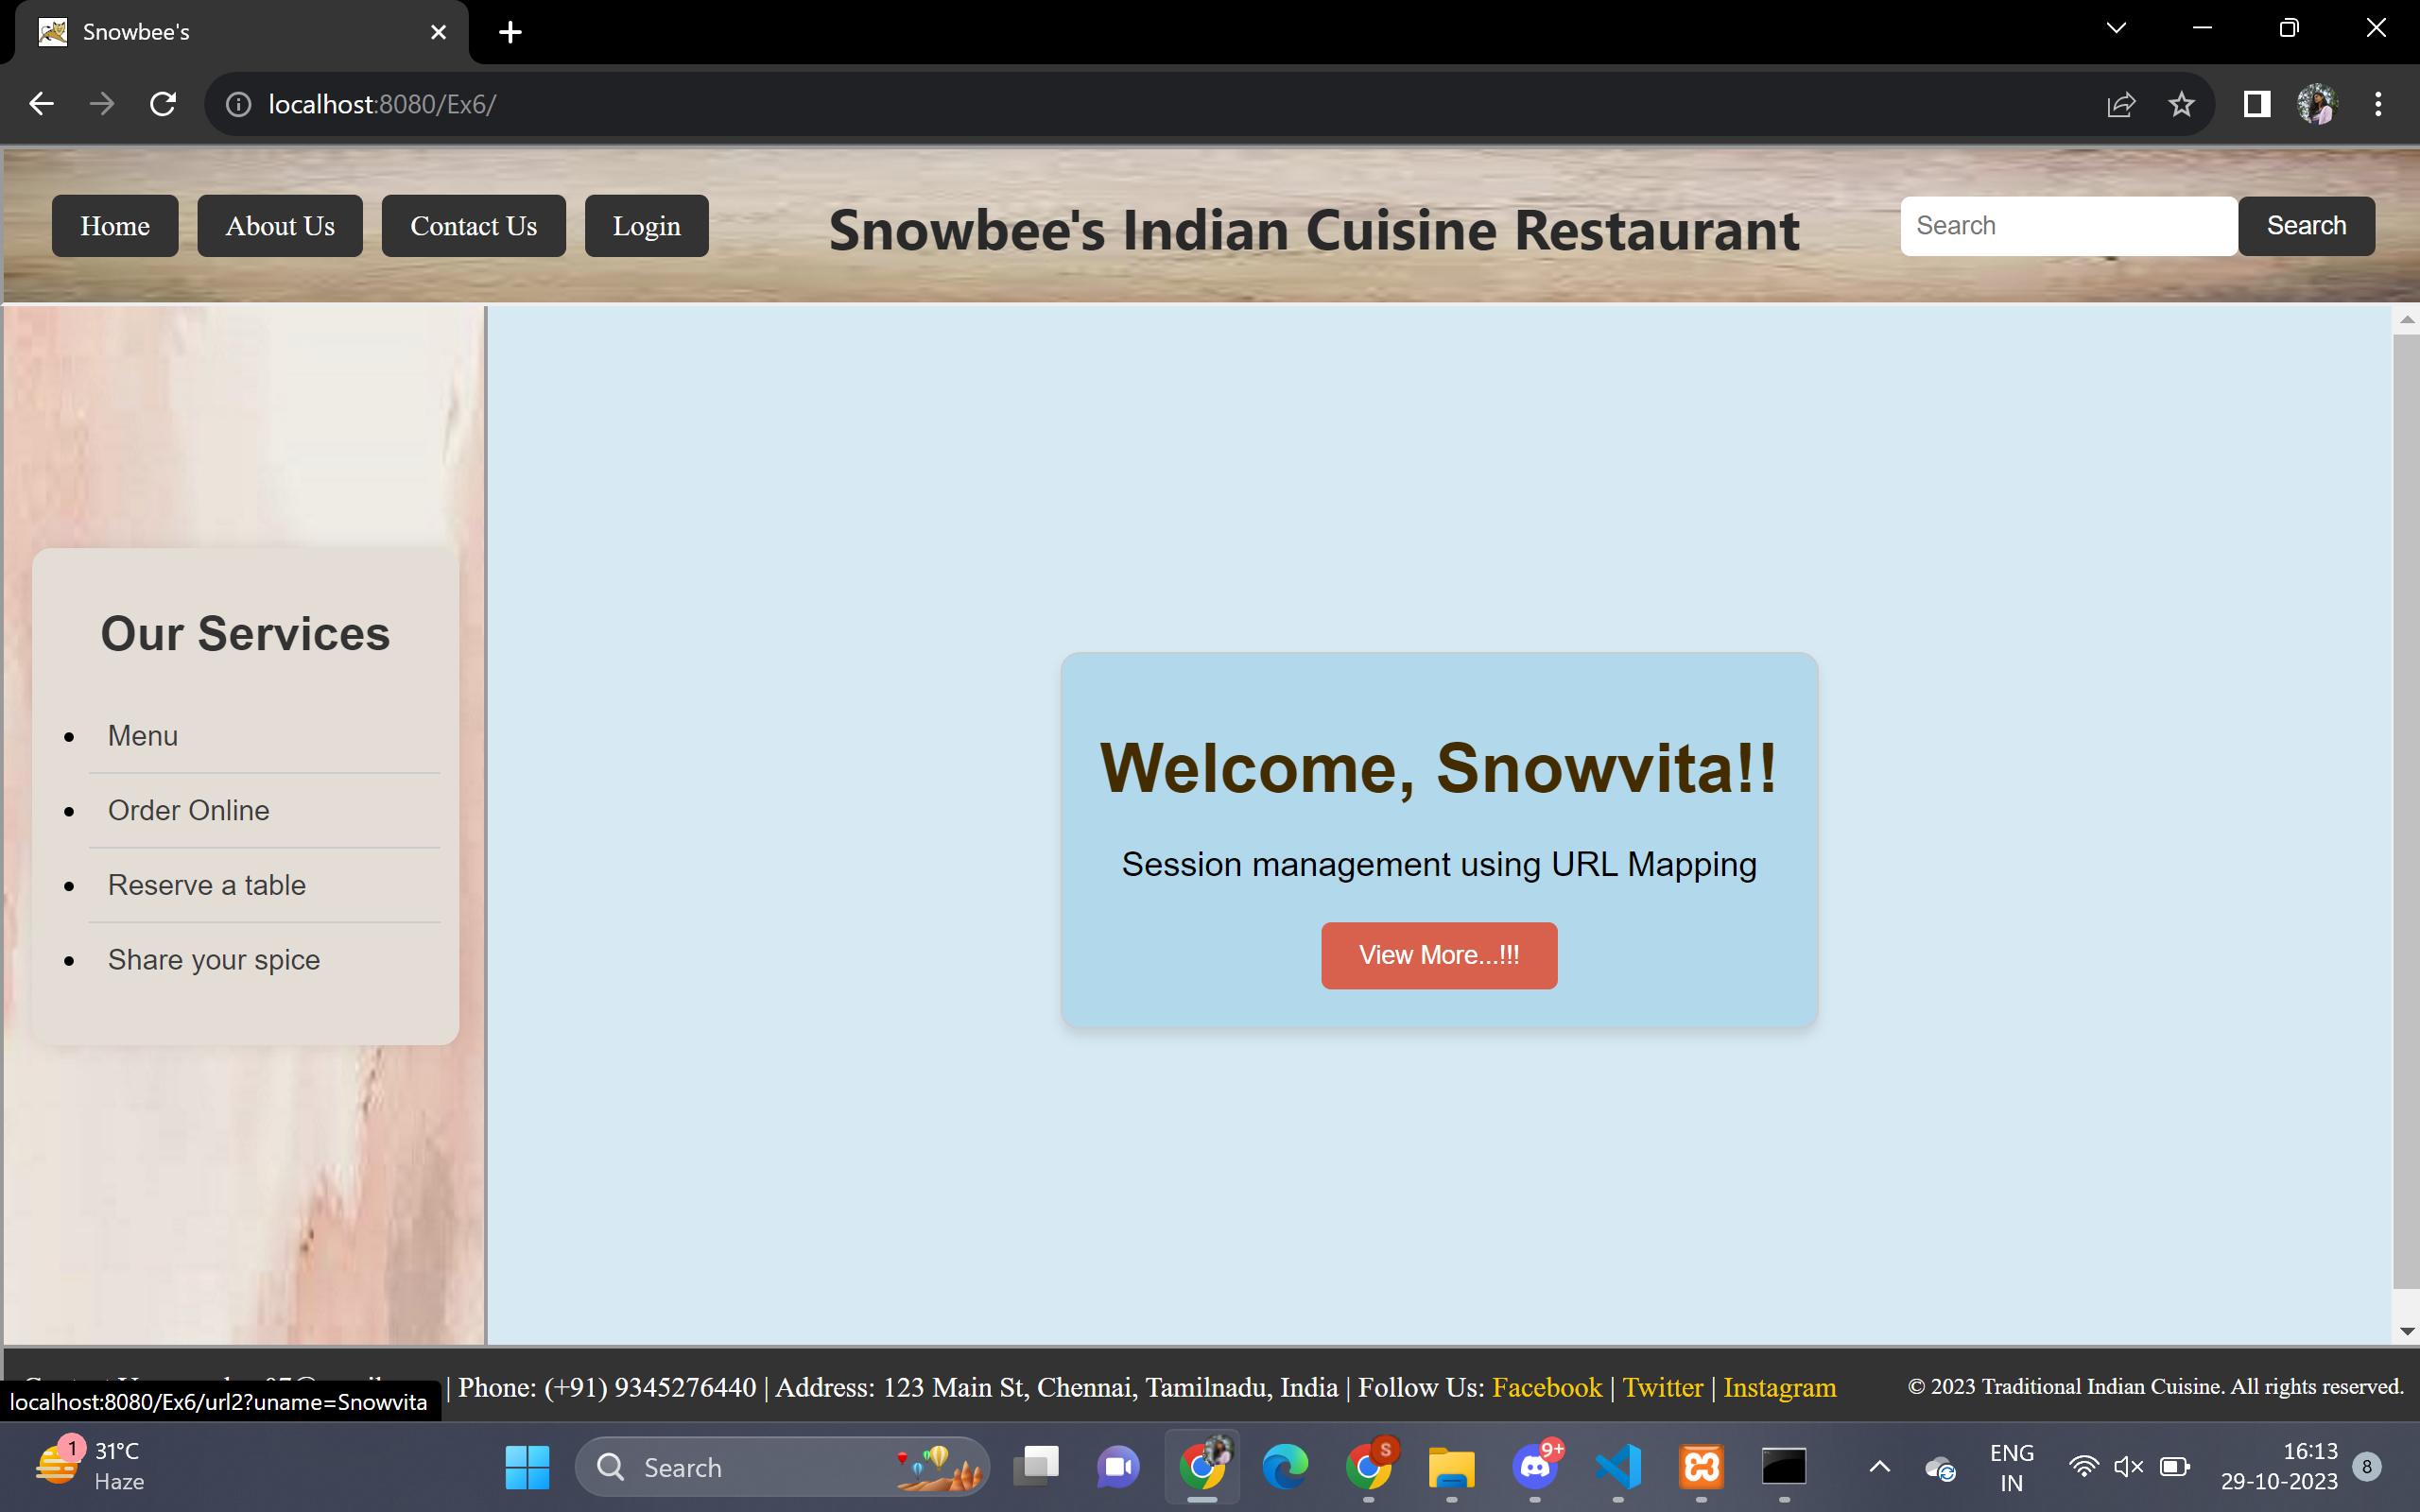 Snowbee's
localhost:8080/Ex6/
Home
About Us
Contact Us
Login
Snowbee's Indian Cuisine Restaurant
Search
Search
Our Services
Menu
Order Online
Reserve a table
Share your spice
Welcome, Snowvita!!
Session management using URL Mapping
View More...!!!
| Phone: (+91) 9345276440 | Address: 123 Main St, Chennai, Tamilnadu, India | Follow Us: Facebook | Twitter | Instagram
© 2023 Traditional Indian Cuisine. All rights reserved.
localhost:8080/Ex6/url2?uname=Snowvita
1
31°C
Haze
Search
S
9+
ENG
IN
16:13
29-10-2023
8